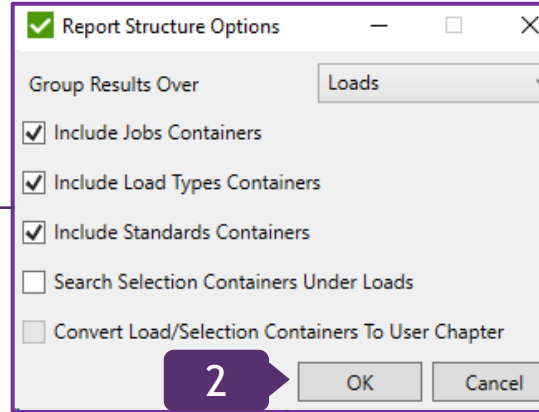 Report Structure Options
Group Results Over Loads
Include Jobs Containers
Include Load Types Containers
Include Standards Containers
Search Selection Containers Under Loads
Convert Load/Selection Containers To User Chapter
2 OK Cancel